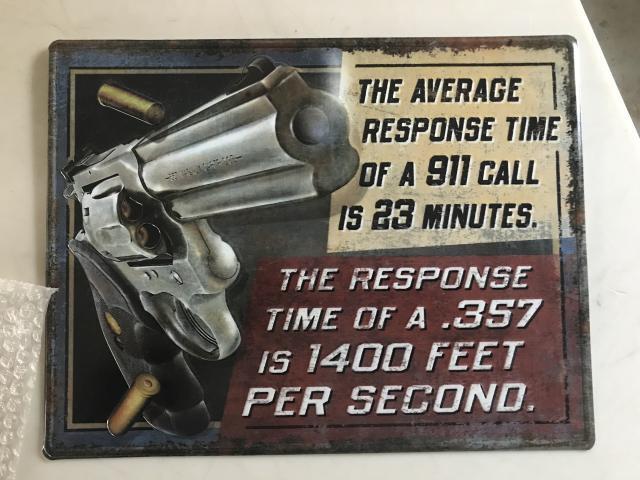 THE AVERAGE
RESPONSE TIME
OF A 911 CALL
IS 23 MINUTES.
THE RESPONSE
TIME OF A .357
IS 1400 FEET
PER SECOND.